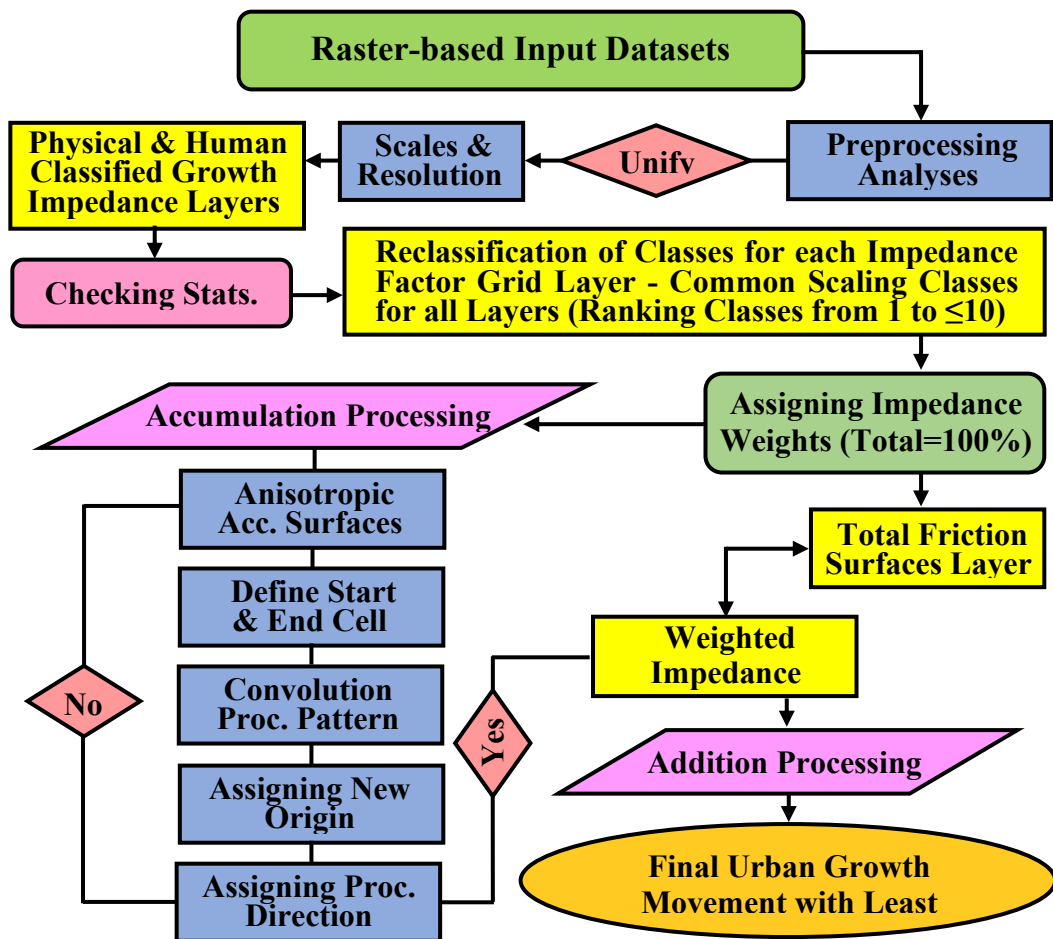 Raster-based Input Datasets
Preprocessing
Analyses
Unifv
Scales &
Resolution
Physical & Human
Classified Growth
Impedance Layers
Checking Stats.
Reclassification of Classes for each Impedance
Factor Grid Layer - Common Scaling Classes
for all Layers (Ranking Classes from 1 to ≤10)
Assigning Impedance
Weights (Total=100%)
Accumulation Processing
Anisotropic
Acc. Surfaces
Define Start
& End Cell
Convolution
Proc. Pattern
Assigning New
Origin
Assigning Proc.
Direction
No
Yes
Total Friction
Surfaces Layer
Weighted
Impedance
Addition Processing
Final Urban Growth
Movement with Least